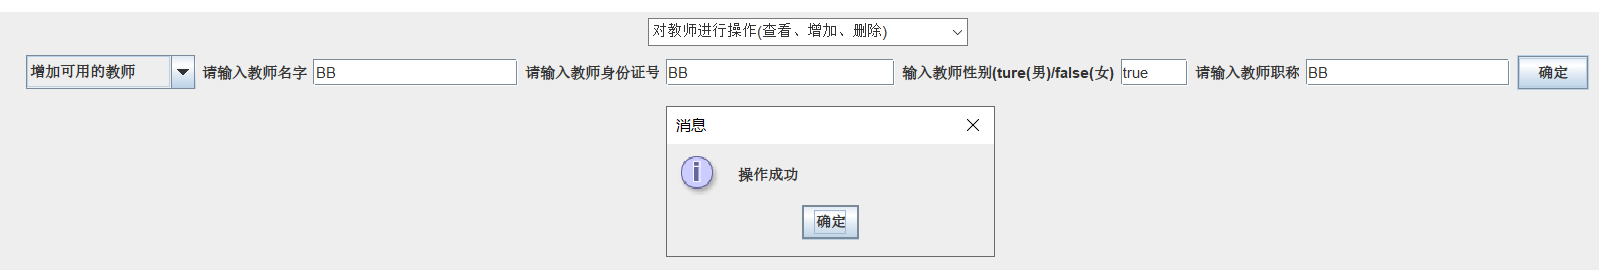 对教师进行操作(查看、增加、删除)
增加可用的教师 请输入教师名字 BB 请输入教师身份证号 BB 输入教师性别(ture(男)/false(女) true 请输入教师职称 BB 确定
消息
操作成功
确定